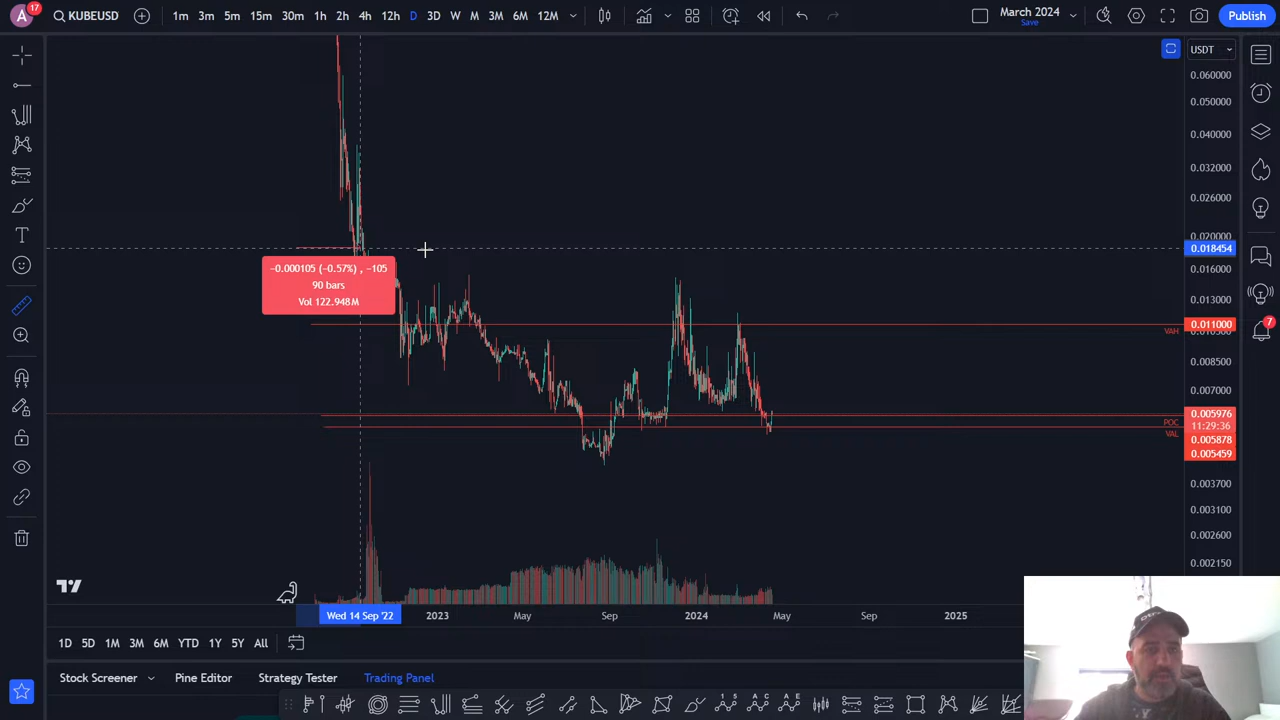 A 17 KUBEUSD 1m 3m 5m 15m 30m 1h 2h 4h 12h D 3D W M 3M 6M 12M March 2024 Save Publish
USDT
0.060000
0.050000
0.040000
0.032000
0.026000
0.020000
0.018454
0.016000
0.013000
0.011000
VAH
0.008500
0.007000
0.005976
POC
11:29:36
VAL
0.005878
0.005459
0.003700
0.003100
0.002600
0.002150
7
−0.000105 (−0.57%) , −105
90 bars
Vol 122.948M
TV
Wed 14 Sep '22 2023 May Sep 2024 May Sep 2025
1D 5D 1M 3M 6M YTD 1Y 5Y All
Stock Screener Pine Editor Strategy Tester Trading Panel